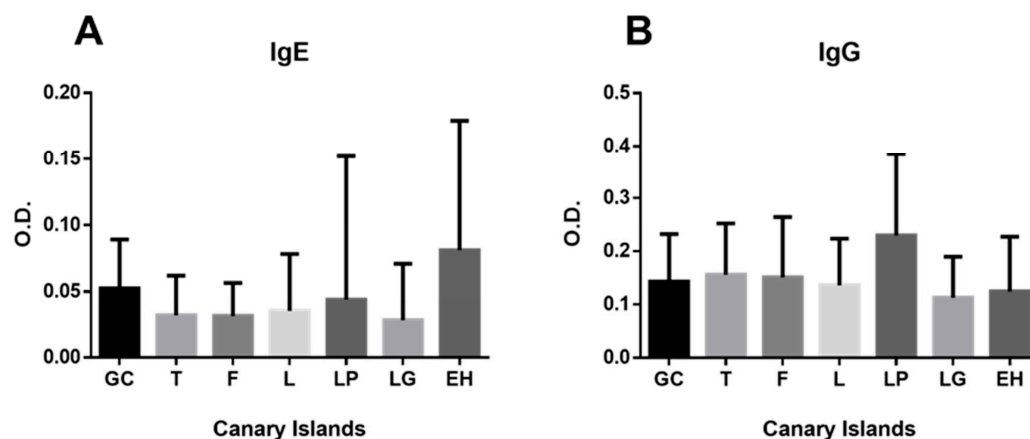 A
IgE
0.20
0.15
0.10
0.05
0.00
O.D.
GC T F L LP LG EH
Canary Islands
B
IgG
0.5
0.4
0.3
0.2
0.1
0.0
O.D.
GC T F L LP LG EH
Canary Islands